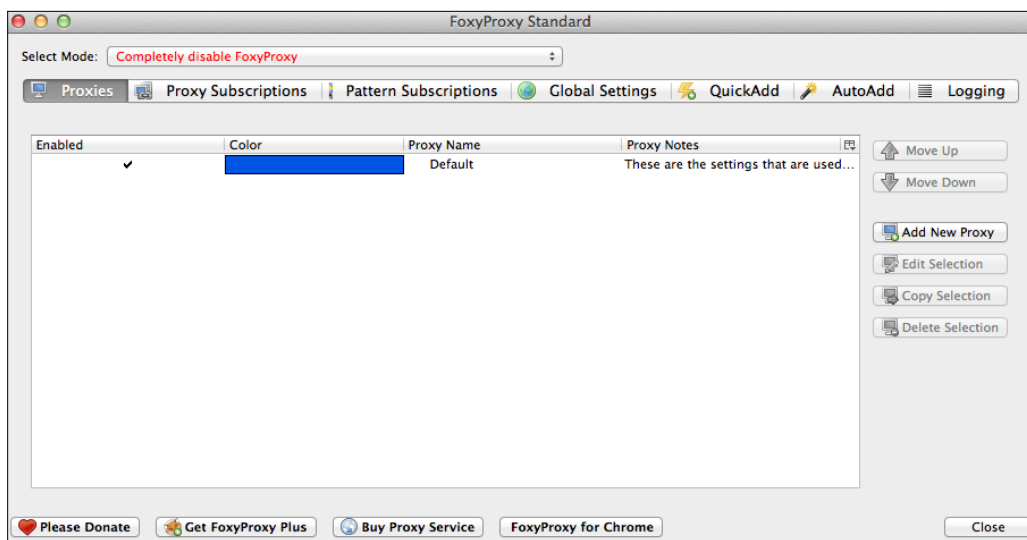 FoxyProxy Standard
Select Mode: Completely disable FoxyProxy
Proxies Proxy Subscriptions Pattern Subscriptions Global Settings QuickAdd AutoAdd Logging
Enabled Color Proxy Name Proxy Notes
Default These are the settings that are used...
Move Up
Move Down
Add New Proxy
Edit Selection
Copy Selection
Delete Selection
Please Donate Get FoxyProxy Plus Buy Proxy Service FoxyProxy for Chrome Close